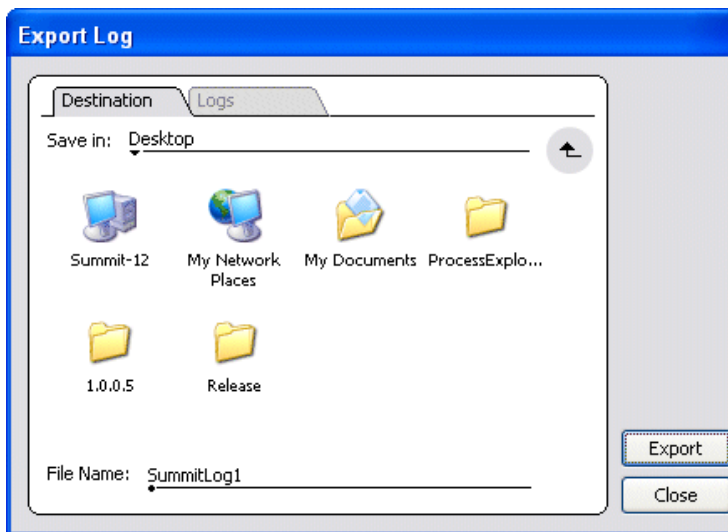 Export Log
Destination
Logs
Save in: Desktop
Summit-12
My Network Places
My Documents
ProcessExplo...
1.0.0.5
Release
File Name: SummitLog1
Export
Close